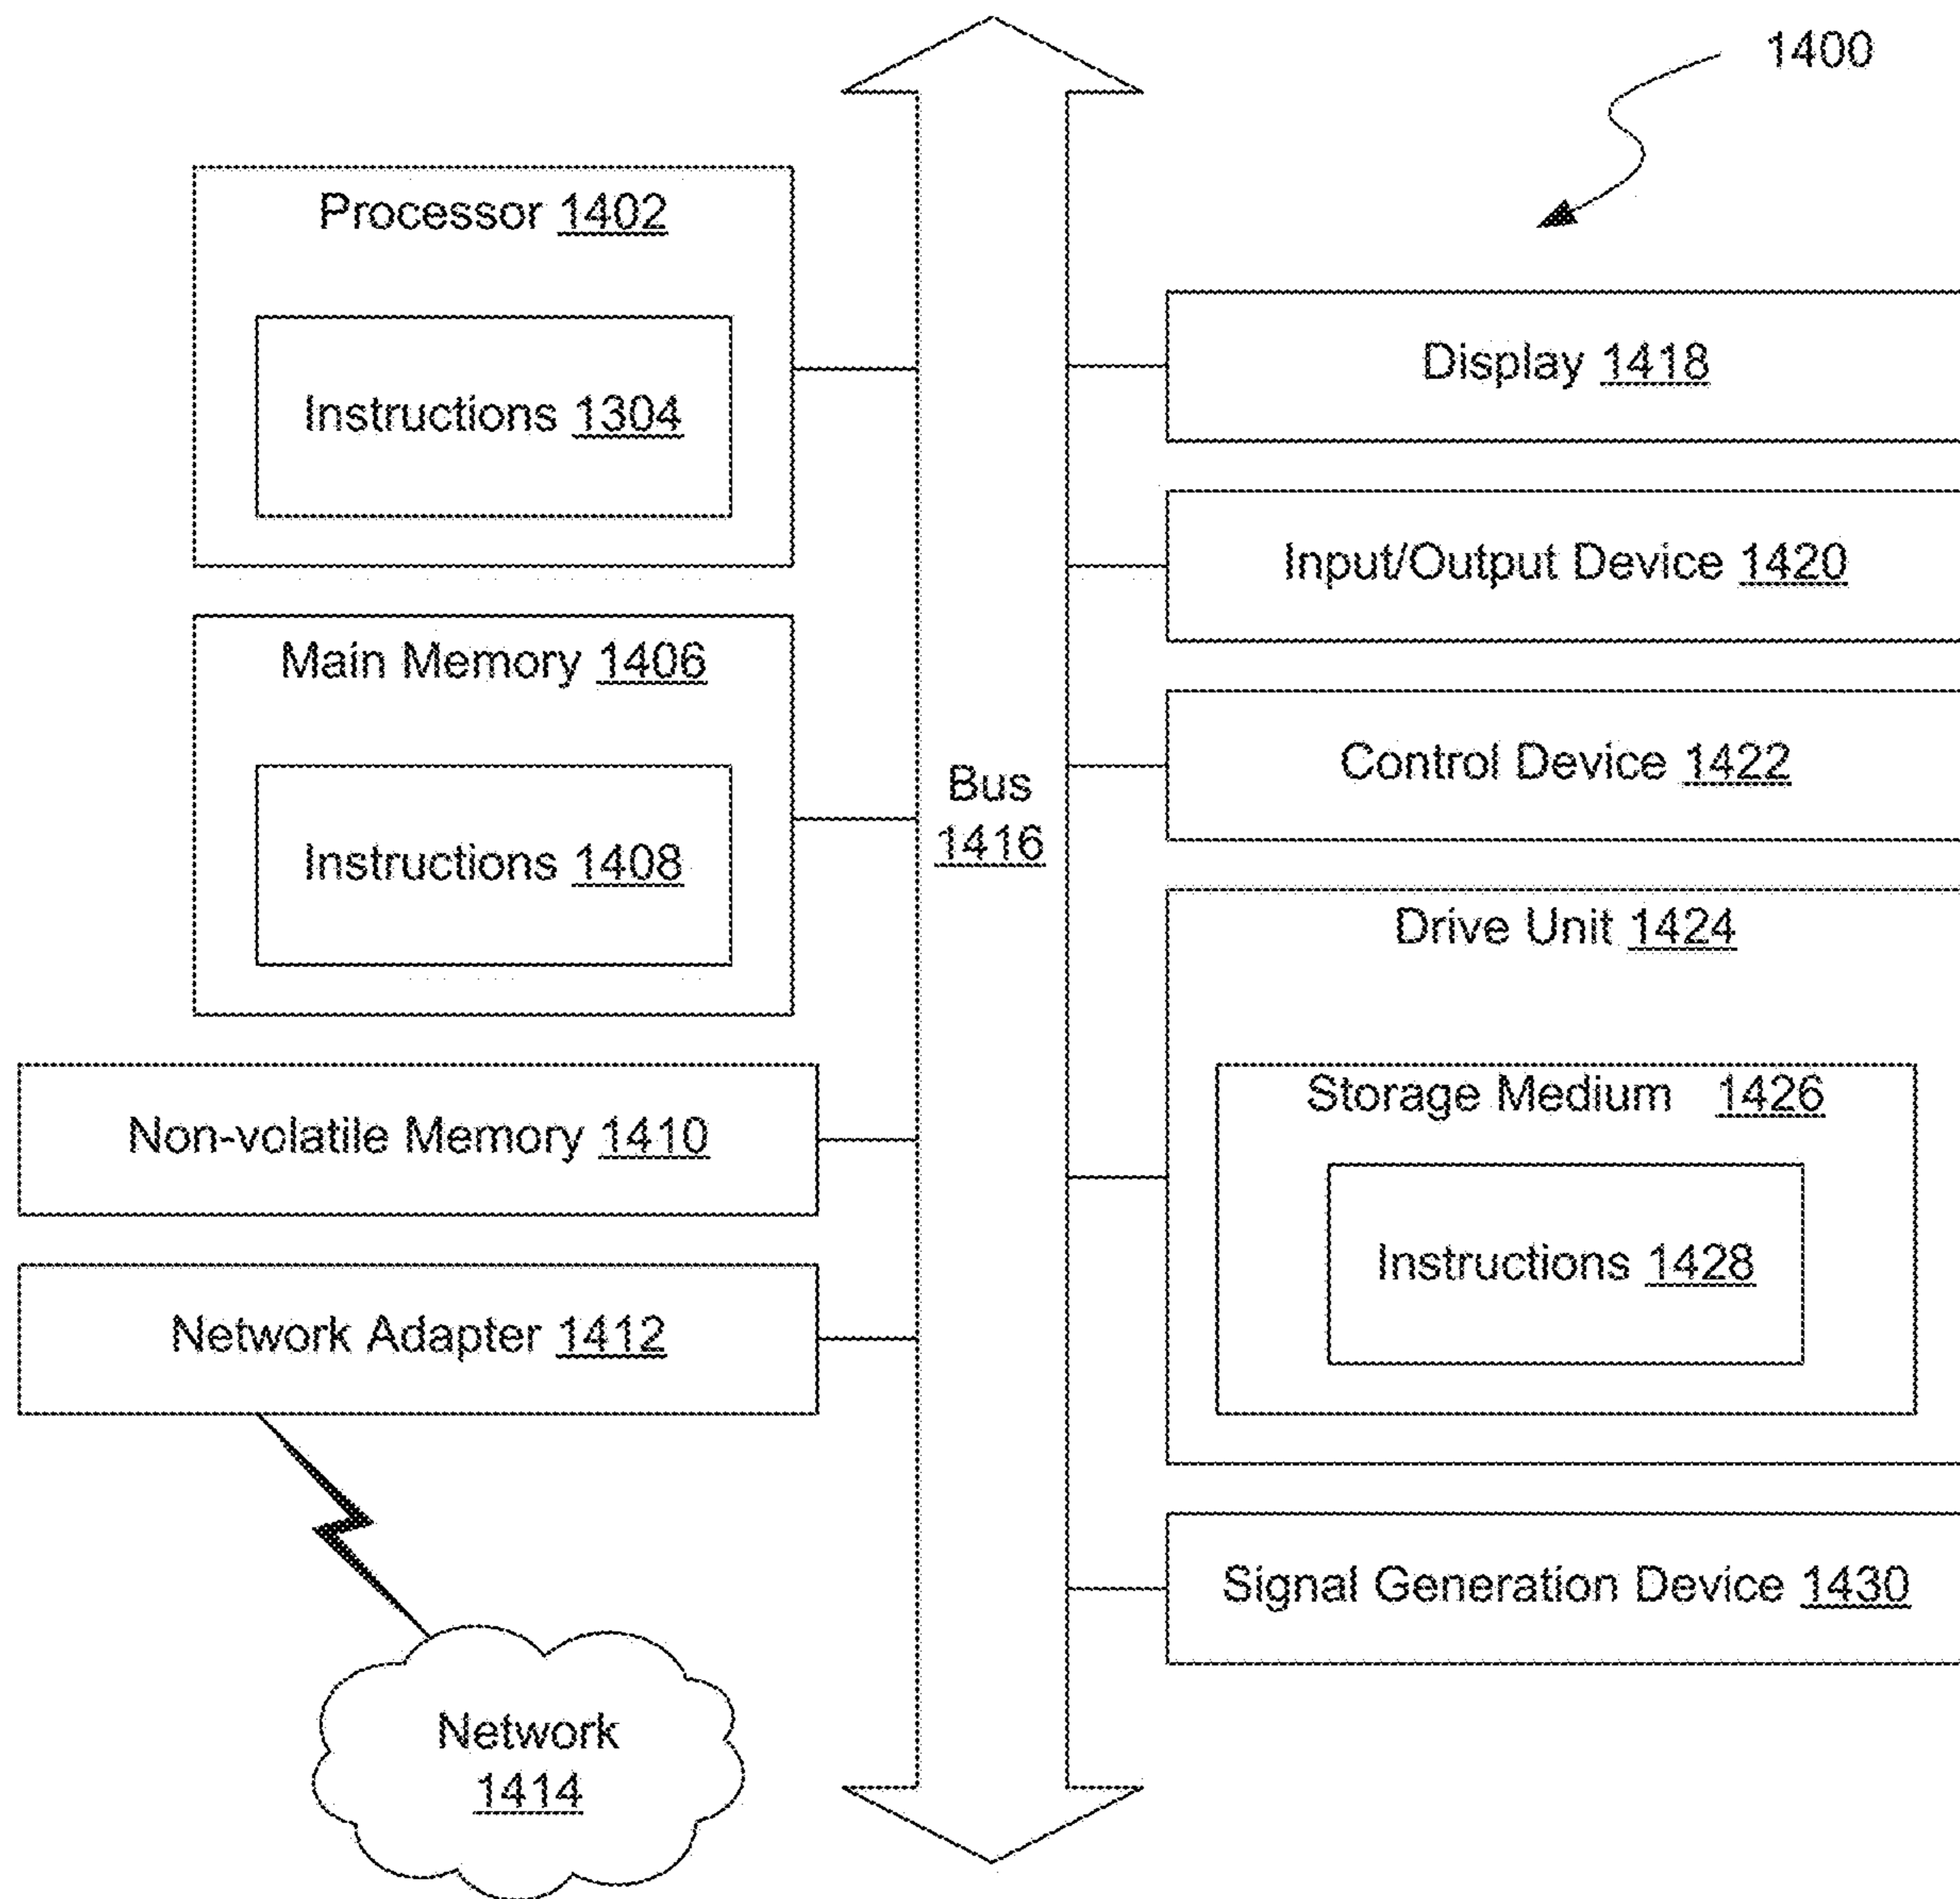 1400
Processor 1402
Instructions 1304
Main Memory 1406
Instructions 1408
Non-volatile Memory 1410
Network Adapter 1412
Network
1414
Bus
1416
Display 1418
Input/Output Device 1420
Control Device 1422
Drive Unit 1424
Storage Medium 1426
Instructions 1428
Signal Generation Device 1430